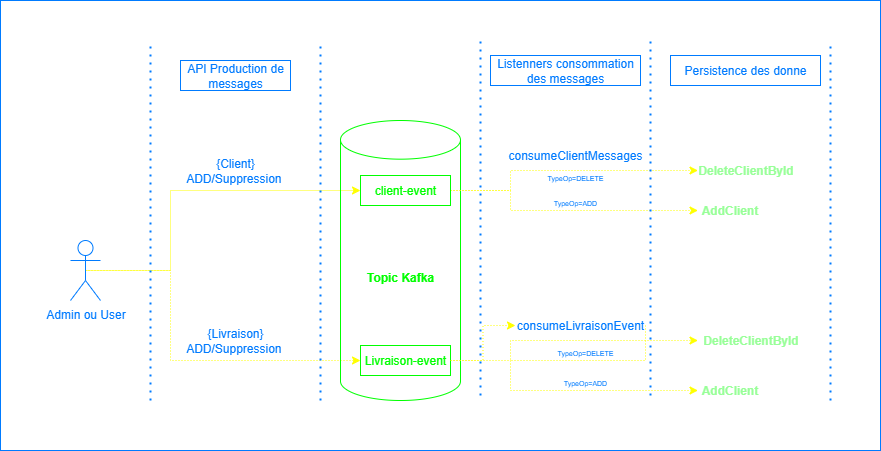 API Production de
messages
Listenners consommation
des messages
Persistence des donne
{Client}
ADD/Suppression
client-event
consumeClientMessages
TypeOp=DELETE
DeleteClientById
TypeOp=ADD
AddClient
Topic Kafka
Admin ou User
{Livraison}
ADD/Suppression
Livraison-event
consumeLivraisonEvent
TypeOp=DELETE
DeleteClientById
TypeOp=ADD
AddClient